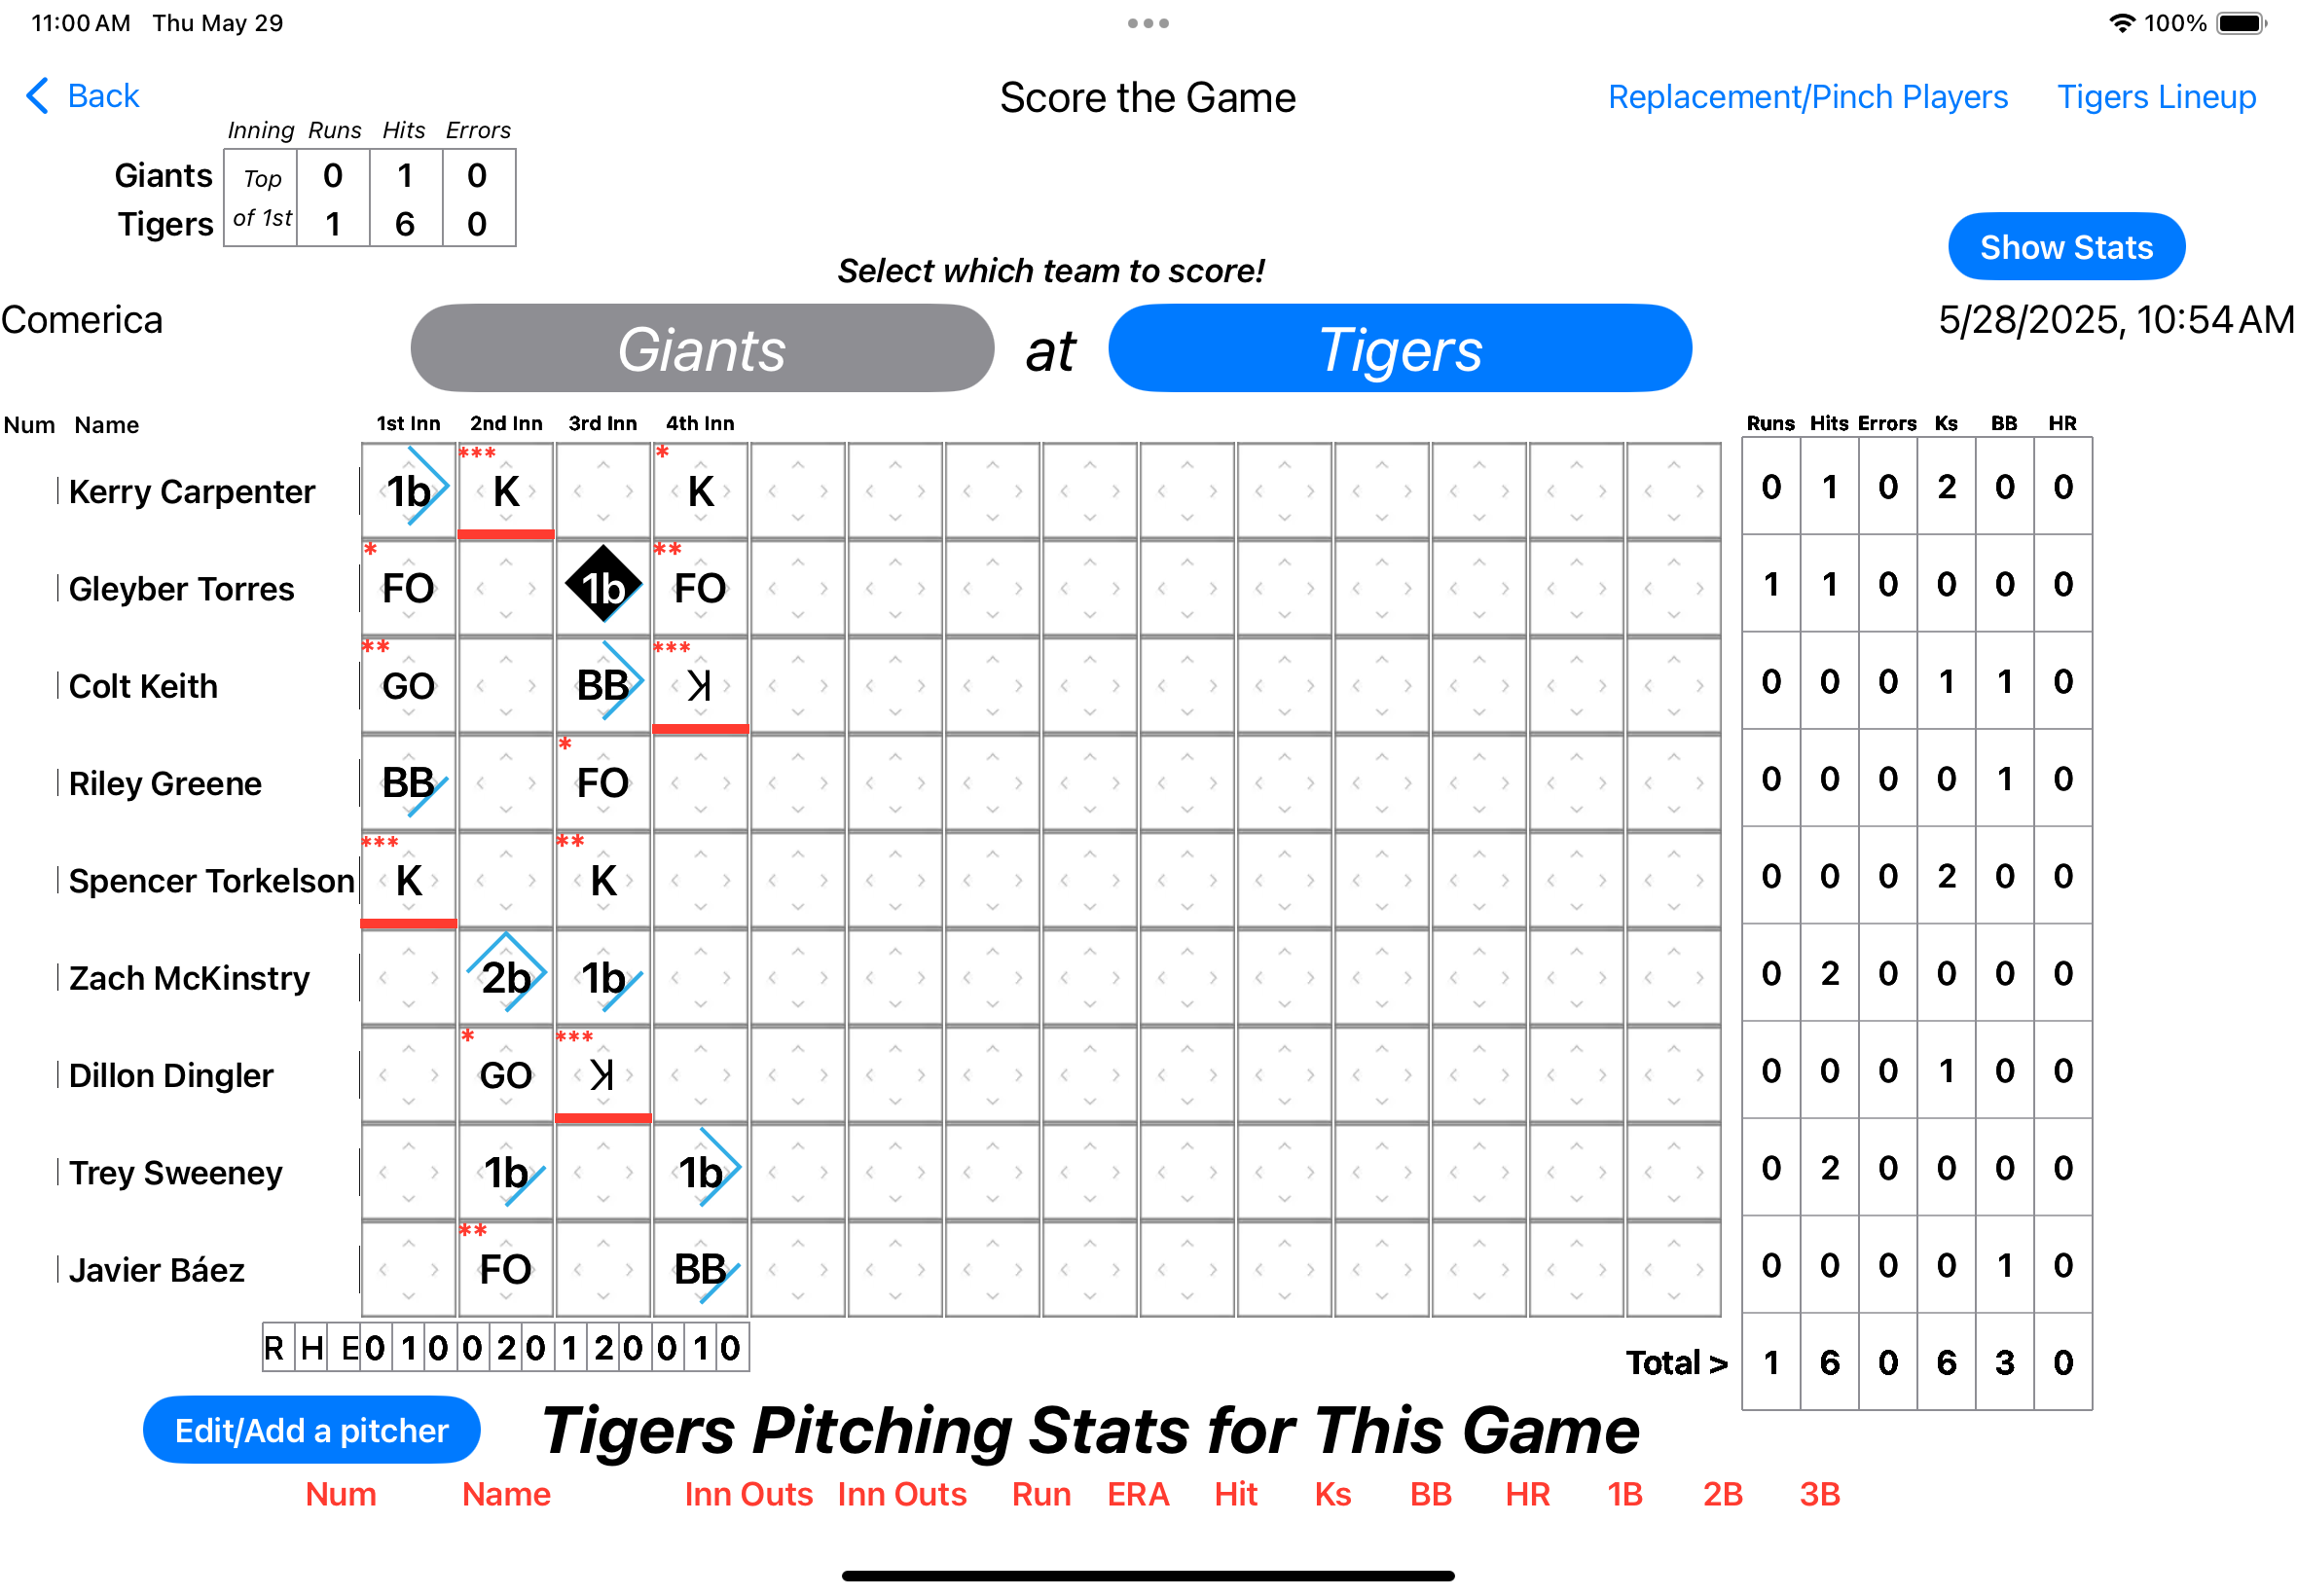 11:00 AM Thu May 29 100%
Back Score the Game Replacement/Pinch Players Tigers Lineup
Inning Runs Hits Errors
Giants Top 0 1 0
Tigers of 1st 1 6 0
Show Stats
Select which team to score!
Comerica Giants at Tigers 5/28/2025, 10:54 AM
Num Name 1st Inn 2nd Inn 3rd Inn 4th Inn Runs Hits Errors Ks BB HR
Kerry Carpenter 1b *** K * K 0 1 0 2 0 0
Gleyber Torres * FO 1b ** FO 1 1 0 0 0 0
Colt Keith ** GO BB *** ꓘ 0 0 0 1 1 0
Riley Greene BB * FO 0 0 0 0 1 0
Spencer Torkelson *** K ** K 0 0 0 2 0 0
Zach McKinstry 2b 1b 0 2 0 0 0 0
Dillon Dingler * GO *** ꓘ 0 0 0 1 0 0
Trey Sweeney 1b 1b 0 2 0 0 0 0
Javier Báez ** FO BB 0 0 0 0 1 0
R H E 0 1 0 0 2 0 1 2 0 0 1 0 Total > 1 6 0 6 3 0
Edit/Add a pitcher Tigers Pitching Stats for This Game
Num Name Inn Outs Inn Outs Run ERA Hit Ks BB HR 1B 2B 3B